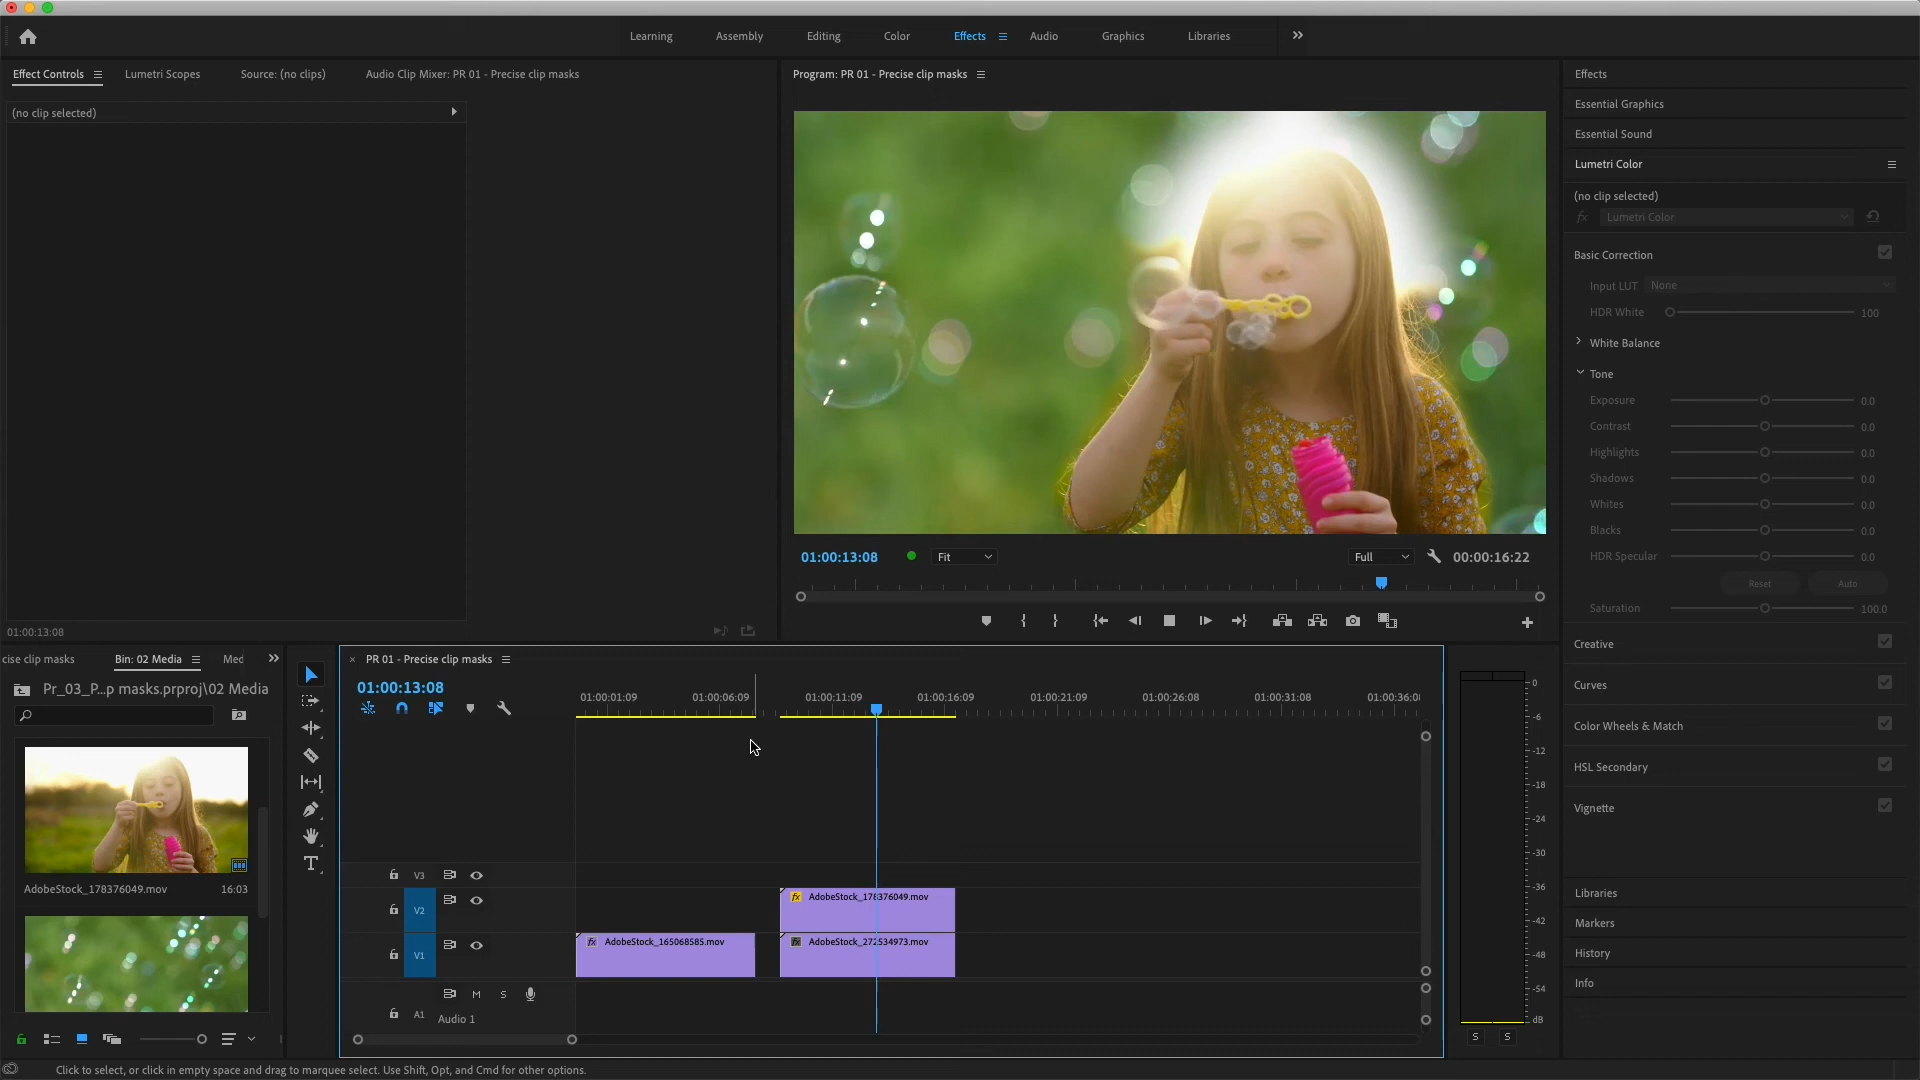 Learning Assembly Editing Color Effects Audio Graphics Libraries
Effect Controls Lumetri Scopes Source: (no clips) Audio Clip Mixer: PR 01 - Precise clip masks
(no clip selected)
01:00:13:08
Program: PR 01 - Precise clip masks
01:00:13:08 Fit Full 00:00:16:22
Effects
Essential Graphics
Essential Sound
Lumetri Color
(no clip selected)
fx Lumetri Color
Basic Correction
Input LUT None
HDR White 100
White Balance
Tone
Exposure 0.0
Contrast 0.0
Highlights 0.0
Shadows 0.0
Whites 0.0
Blacks 0.0
HDR Specular 0.0
Reset Auto
Saturation 100.0
Creative
Curves
Color Wheels & Match
HSL Secondary
Vignette
Libraries
Markers
History
Info
cise clip masks Bin: 02 Media Med
Pr_03_P...p masks.prproj\02 Media
AdobeStock_178376049.mov 16:03
PR 01 - Precise clip masks
01:00:13:08
01:00:01:09 01:00:06:09 01:00:11:09 01:00:16:09 01:00:21:09 01:00:26:08 01:00:31:08 01:00:36:0
V3
V2
fx AdobeStock_178376049.mov
V1
fx AdobeStock_165068585.mov
fx AdobeStock_272534973.mov
M S
A1 Audio 1
0
-6
-12
-18
-24
-30
-36
-42
-48
-54
dB
S S
Click to select, or click in empty space and drag to marquee select. Use Shift, Opt, and Cmd for other options.